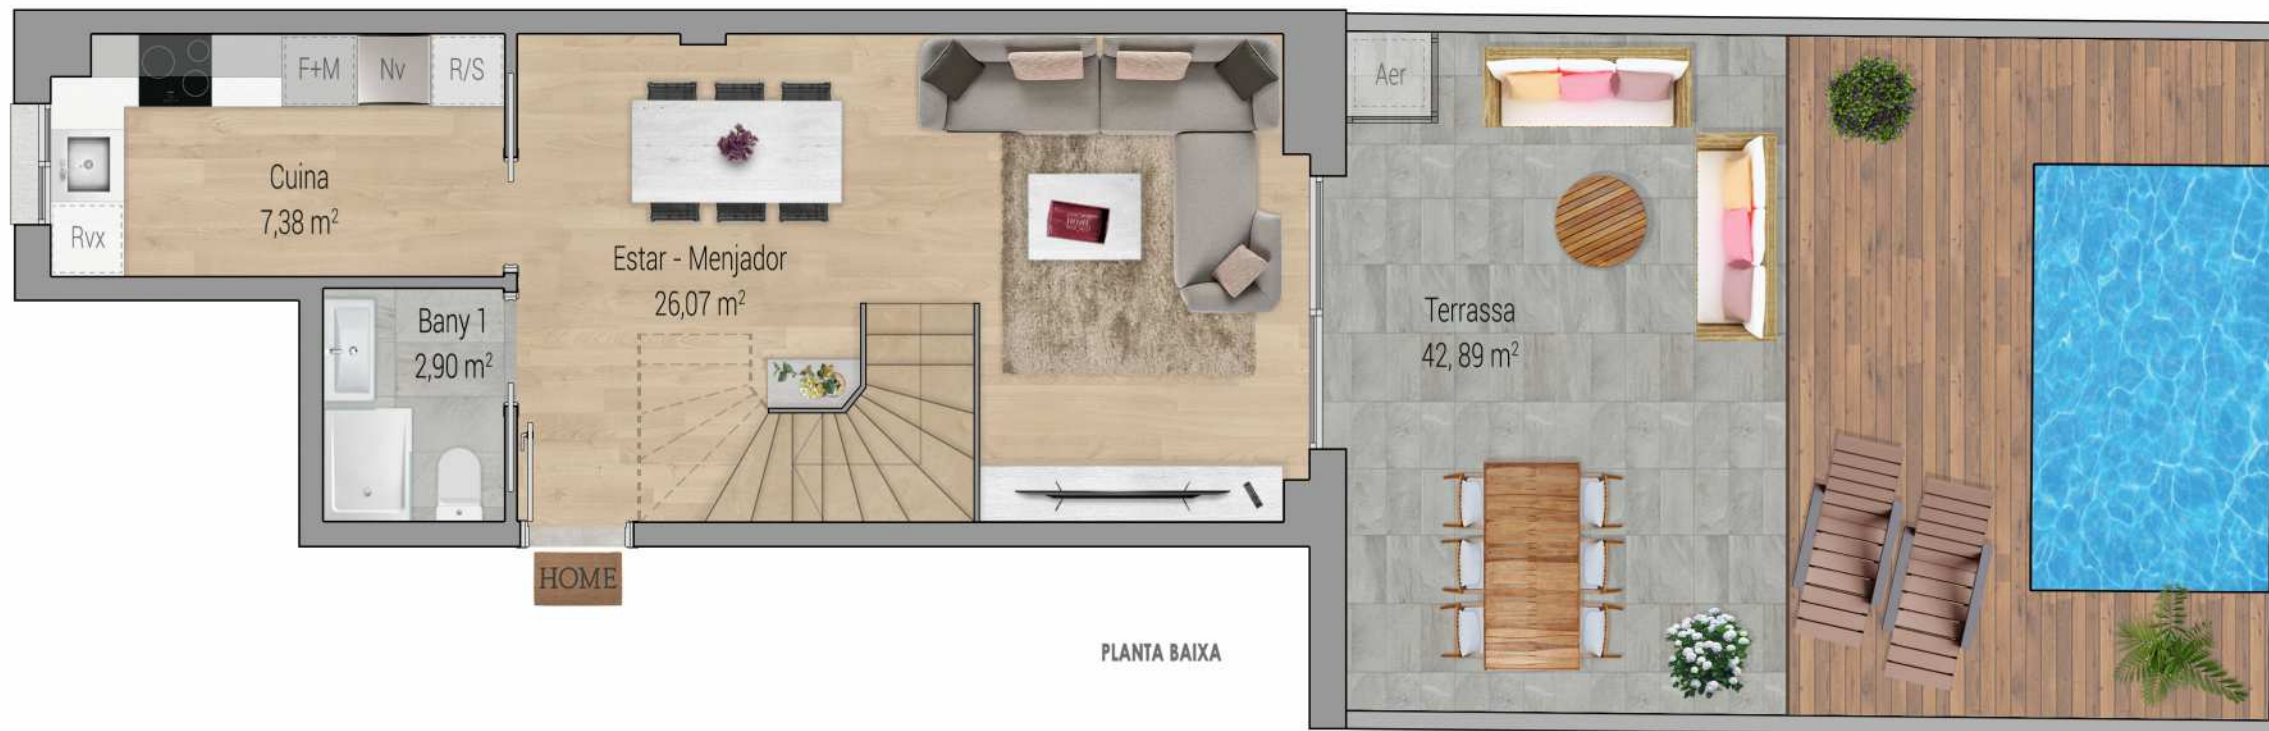 F+M
Nv
R/S
Aer
Cuina
7,38 m²
Rvx
Estar - Menjador
26,07 m²
Bany 1
2,90 m²
Terrassa
42, 89 m²
HOME
PLANTA BAIXA